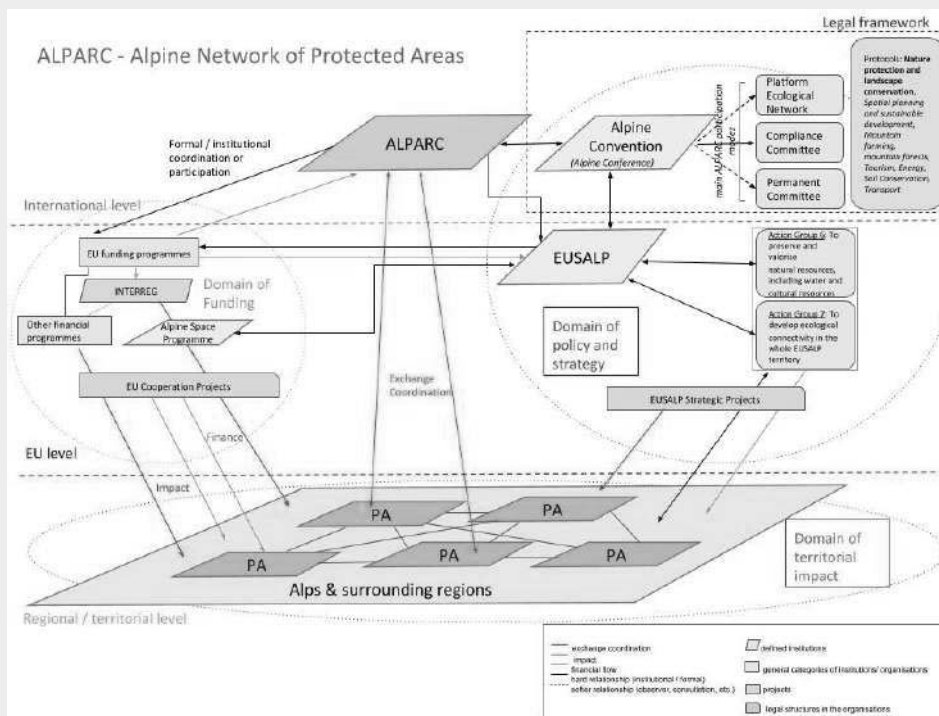 Legal framework
ALPARC - Alpine Network of Protected Areas
Protocols: Nature
protection and
landscape
conservation,
Spatial planning
and sustainable
development,
Mountain
farming,
mountain forests,
Tourism, Energy,
Soil Conservation,
Transport
Platform
Ecological
Network
Compliance
Committee
Permanent
Committee
main ALPARC participation
modes
Alpine
Convention
(Alpine Conference)
ALPARC
Formal / institutional
coordination or
participation
International level
EU funding programmes
INTERREG
Domain of
Funding
Other financial
programmes
Alpine Space
Programme
EU Cooperation Projects
Finance
Impact
EU level
Exchange
Coordination
EUSALP
Domain of
policy and
strategy
Action Group 6: To
preserve and
valorise
natural resources,
including water and
cultural resources
Action Group 7: To
develop ecological
connectivity in the
whole EUSALP
territory
EUSALP Strategic Projects
PA
PA
PA
PA
PA
Alps & surrounding regions
Domain of
territorial
impact
Regional / territorial level
exchange coordination
impact
financial flow
hard relationship (institutional / formal)
softer relationship (observer, consultation, etc.)
defined institutions
general categories of institutions/ organisations
projects
legal structures in the organisations